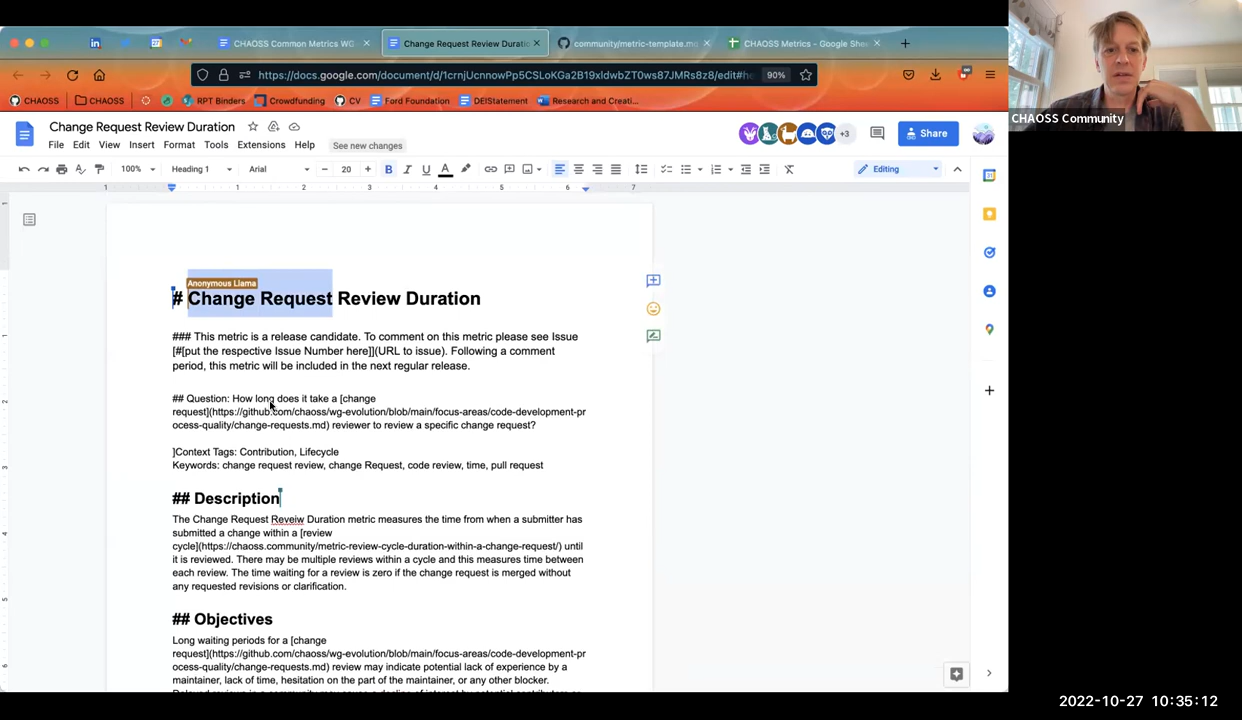 CHAOSS Common Metrics WG
Change Request Review Duratio
community/metric-template.md
CHAOSS Metrics - Google Shee
https://docs.google.com/document/d/1crnjUcnnowPp5CSLoKGa2B19xldwbZT0ws87JMRs8z8/edit#he
90%
CHAOSS
CHAOSS
RPT Binders
Crowdfunding
CV
Ford Foundation
DEIStatement
Research and Creati...
CHAOSS Community
Change Request Review Duration
+3
Share
File Edit View Insert Format Tools Extensions Help
See new changes
100%
Heading 1
Arial
20
Editing
1 1 2 3 4 5 6 7
Anonymous Llama
# Change Request Review Duration
### This metric is a release candidate. To comment on this metric please see Issue
[#[put the respective Issue Number here]](URL to issue). Following a comment
period, this metric will be included in the next regular release.
## Question: How long does it take a [change
request](https://github.com/chaoss/wg-evolution/blob/main/focus-areas/code-development-pr
ocess-quality/change-requests.md) reviewer to review a specific change request?
]Context Tags: Contribution, Lifecycle
Keywords: change request review, change Request, code review, time, pull request
## Description
The Change Request Reveiw Duration metric measures the time from when a submitter has
submitted a change within a [review
cycle](https://chaoss.community/metric-review-cycle-duration-within-a-change-request/) until
it is reviewed. There may be multiple reviews within a cycle and this measures time between
each review. The time waiting for a review is zero if the change request is merged without
any requested revisions or clarification.
## Objectives
Long waiting periods for a [change
request](https://github.com/chaoss/wg-evolution/blob/main/focus-areas/code-development-pr
ocess-quality/change-requests.md) review may indicate potential lack of experience by a
maintainer, lack of time, hesitation on the part of the maintainer, or any other blocker.
2022-10-27 10:35:12